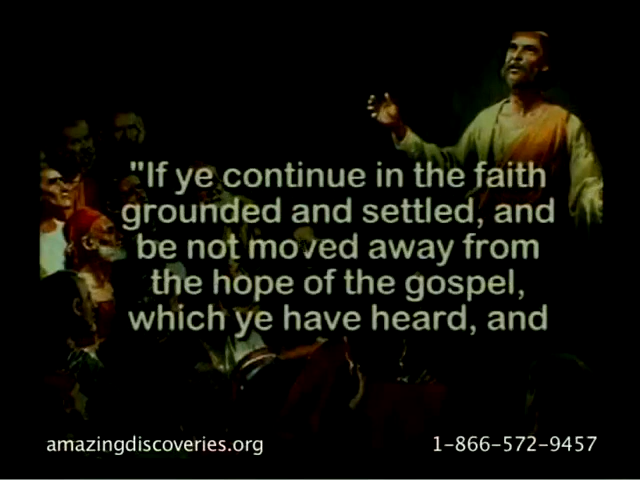 "If ye continue in the faith
grounded and settled, and
be not moved away from
the hope of the gospel,
which ye have heard, and
amazingdiscoveries.org
1-866-572-9457